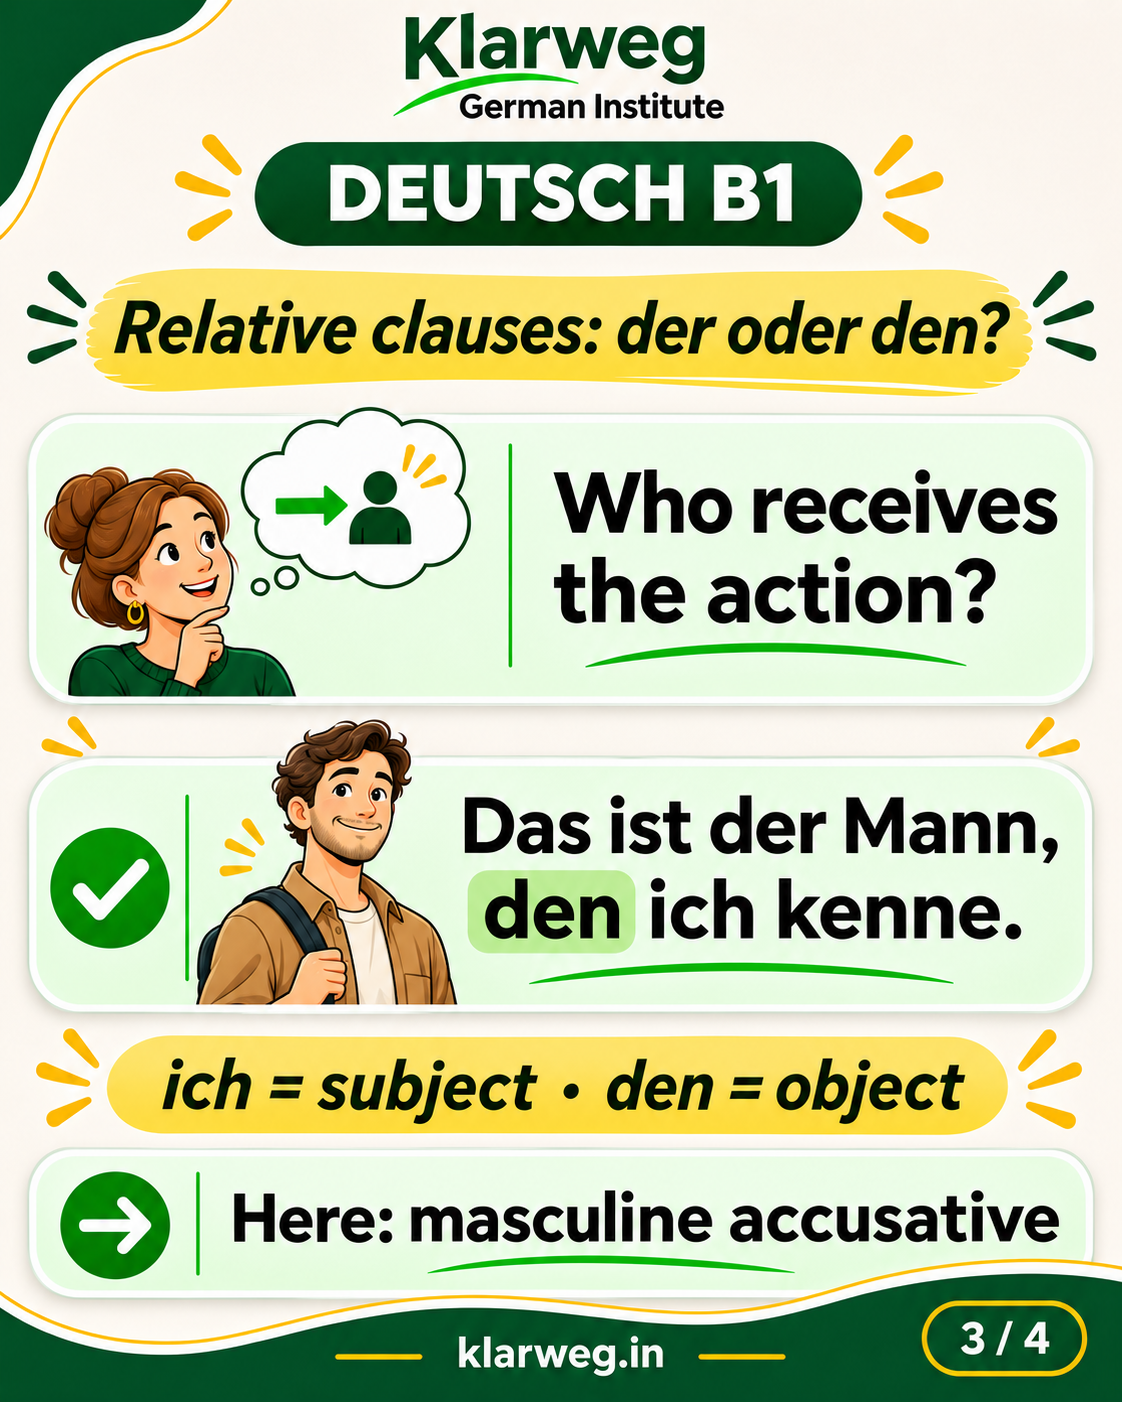 Klarweg
German Institute
DEUTSCH B1
Relative clauses: der oder den?
Who receives
the action?
Das ist der Mann,
den ich kenne.
ich = subject • den = object
Here: masculine accusative
klarweg.in
3 / 4